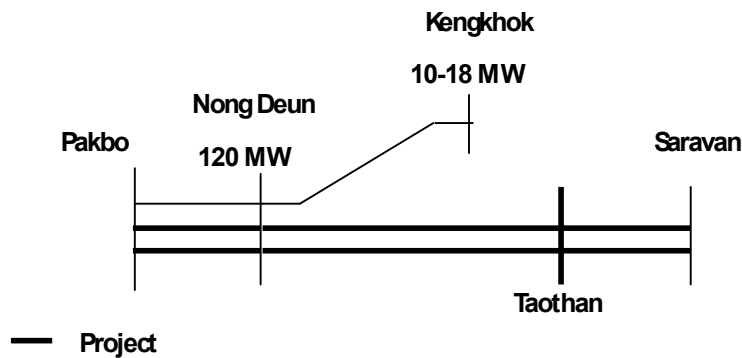 Kengkhok
10-18 MW
Nong Deun
Pakbo
120 MW
Saravan
Taothan
Project